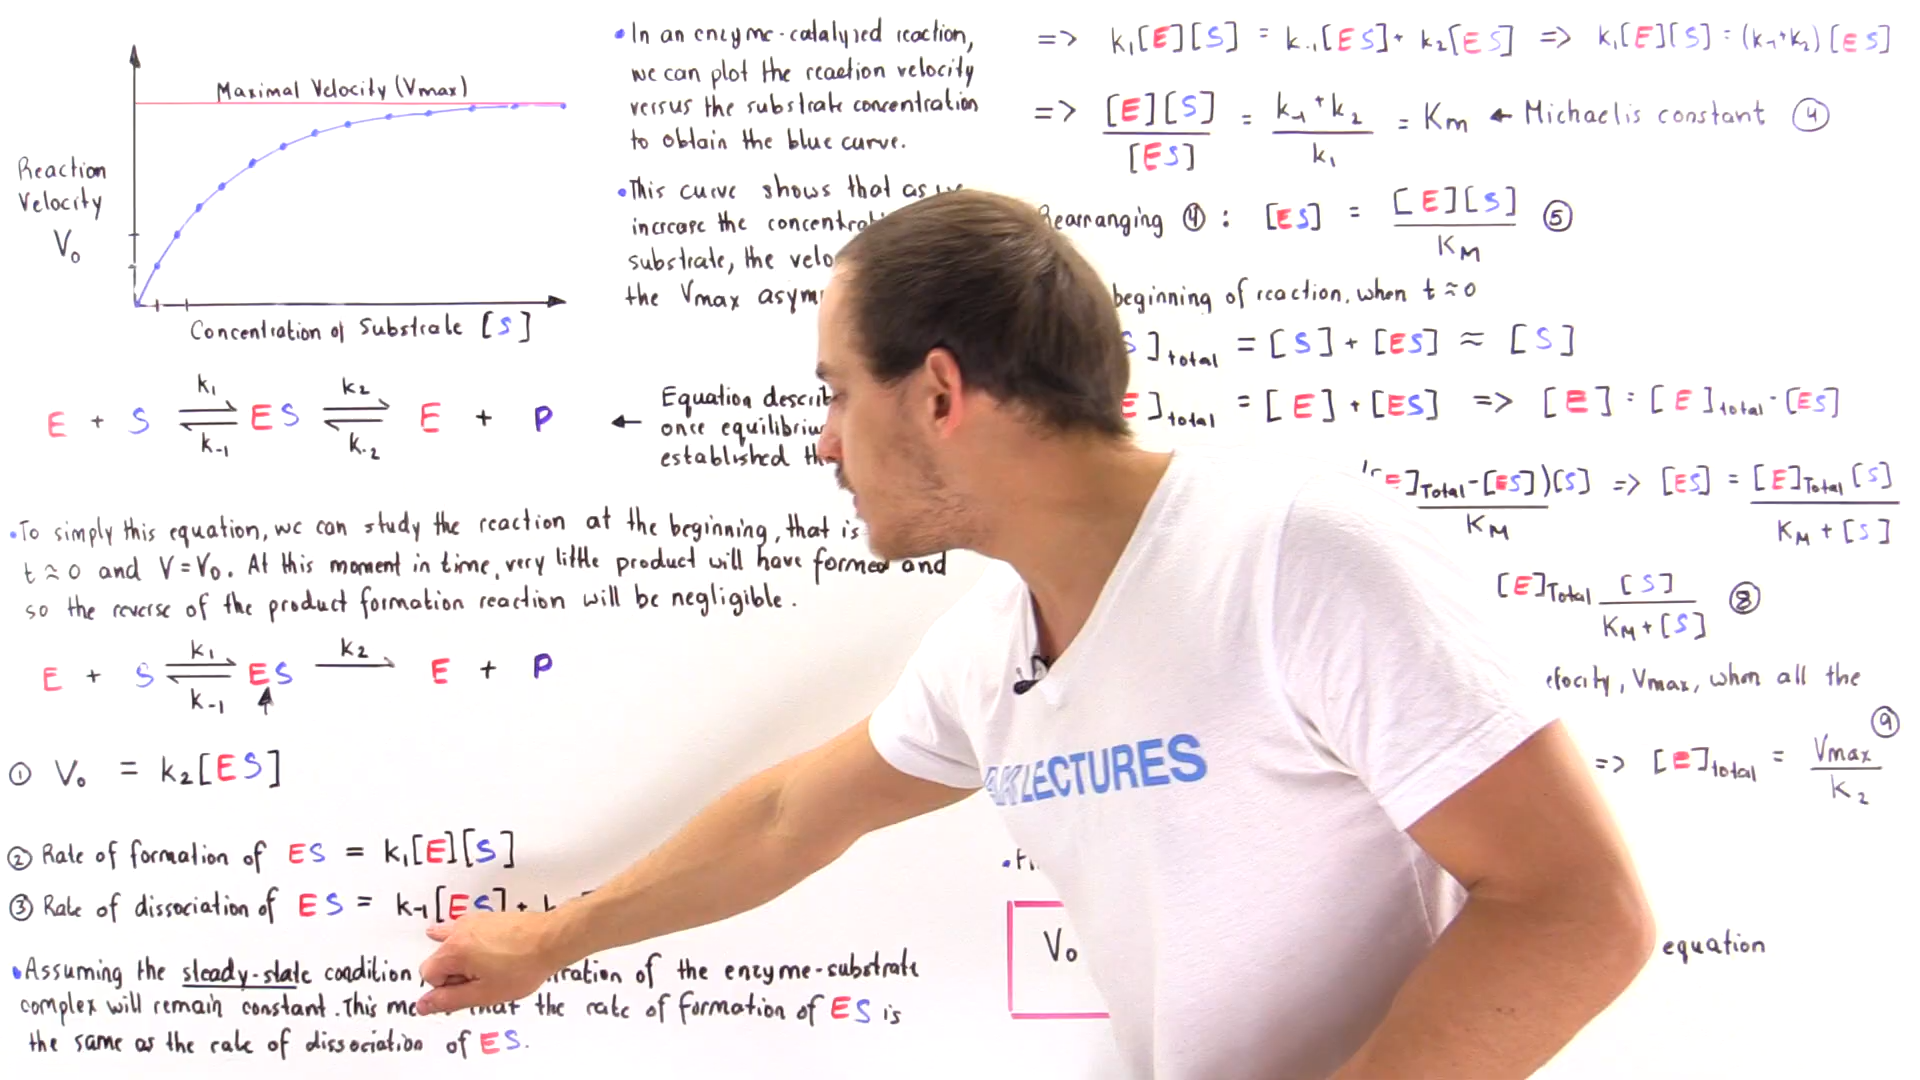 Maximal Velocity (Vmax)
Reaction
Velocity
V₀
Concentration of Substrate [S]
• In an enzyme-catalyzed reaction,
we can plot the reaction velocity
versus the substrate concentration
to obtain the blue curve.
• This curve shows that as
increase the
substrate, the
the Vmax
E + S ⇌ ES ⇌ E + P
k₁ k₂
k-1 k-2
← Equation
once
established
• To simply this equation, we can study the reaction at the beginning, that is
t ≈ 0 and V = V₀. At this moment in time, very little product will have formed and
so the reverse of the product formation reaction will be negligible.
k₁ k₂
E + S ⇌ ES → E + P
k-1
① V₀ = k₂[ES]
② Rate of formation of ES = k₁[E][S]
③ Rate of dissociation of ES = k-1[ES] +
• Assuming the steady-state condition, of the enzyme-substrate
complex will remain constant. This that the rate of formation of ES is
the same as the rate of dissociation of ES.
=> k₁[E][S] = k-1[ES] + k₂[ES] => k₁[E][S] = (k-1+k₂)[ES]
=> [E][S] / [ES] = k-1 + k₂ / k₁ = Km ← Michaelis constant ④
Rearranging ④ : [ES] = [E][S] / KM ⑤
beginning of reaction, when t ≈ 0
]total = [S] + [ES] ≈ [S]
E]total = [E] + [ES] => [E] = [E]total - [ES]
E]Total - [ES])[S] / KM => [ES] = [E]Total [S] / KM + [S]
[E]Total [S] / KM + [S] ⑧
Vmax, when all the
=> [E]total = Vmax / k₂ ⑨
V₀
equation
LECTURES